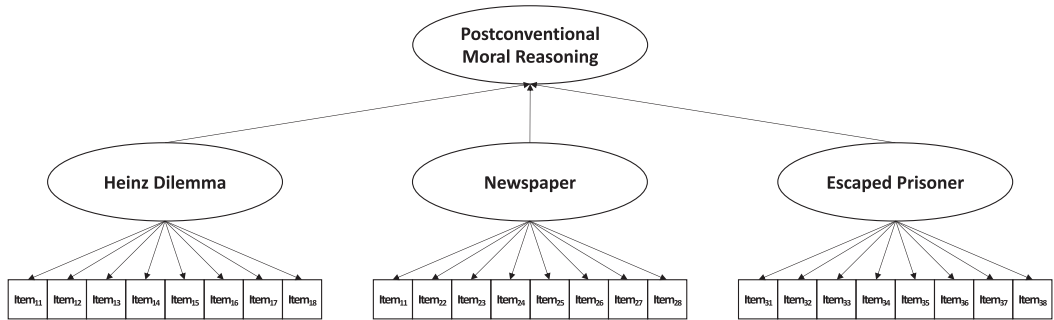 Postconventional
Moral Reasoning
Heinz Dilemma
Newspaper
Escaped Prisoner
Item11 Item12 Item13 Item14 Item15 Item16 Item17 Item18
Item11 Item22 Item23 Item24 Item25 Item26 Item27 Item28
Item31 Item32 Item33 Item34 Item35 Item36 Item37 Item38